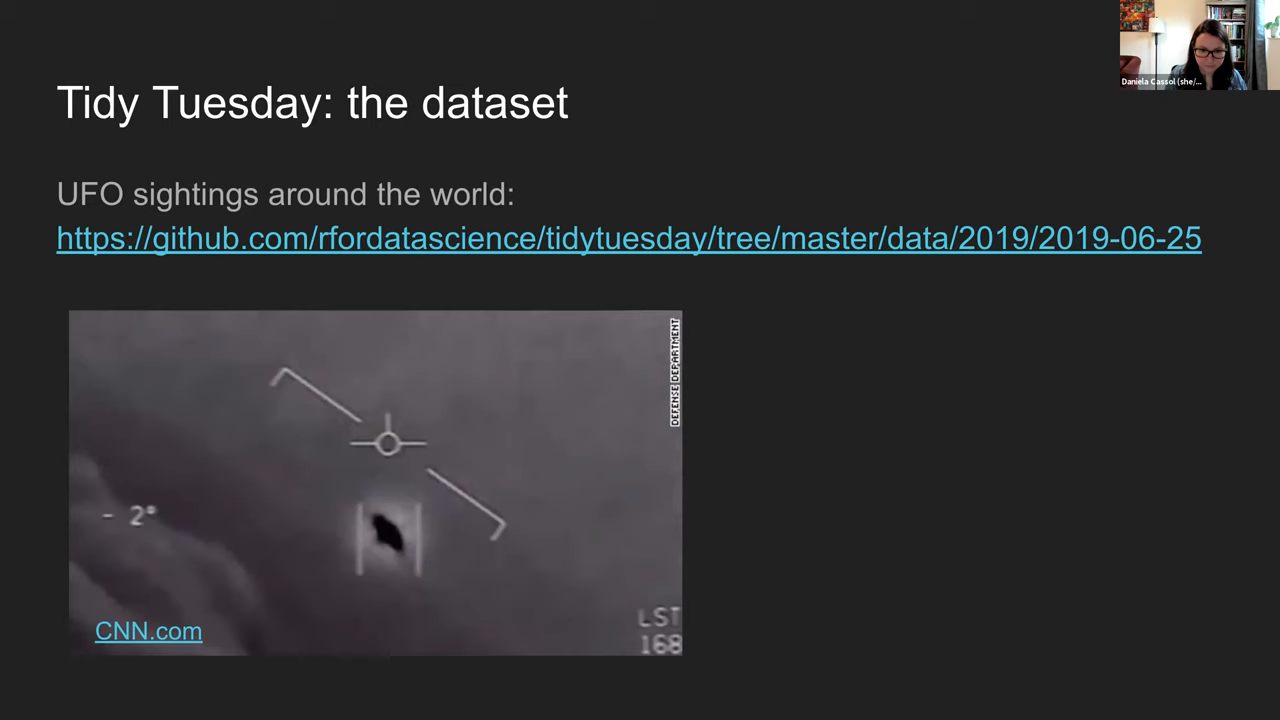 Tidy Tuesday: the dataset
Daniela Cassol (she/...
UFO sightings around the world:
https://github.com/rfordatascience/tidytuesday/tree/master/data/2019/2019-06-25
DEFENSE DEPARTMENT
- 2°
LST
168
CNN.com